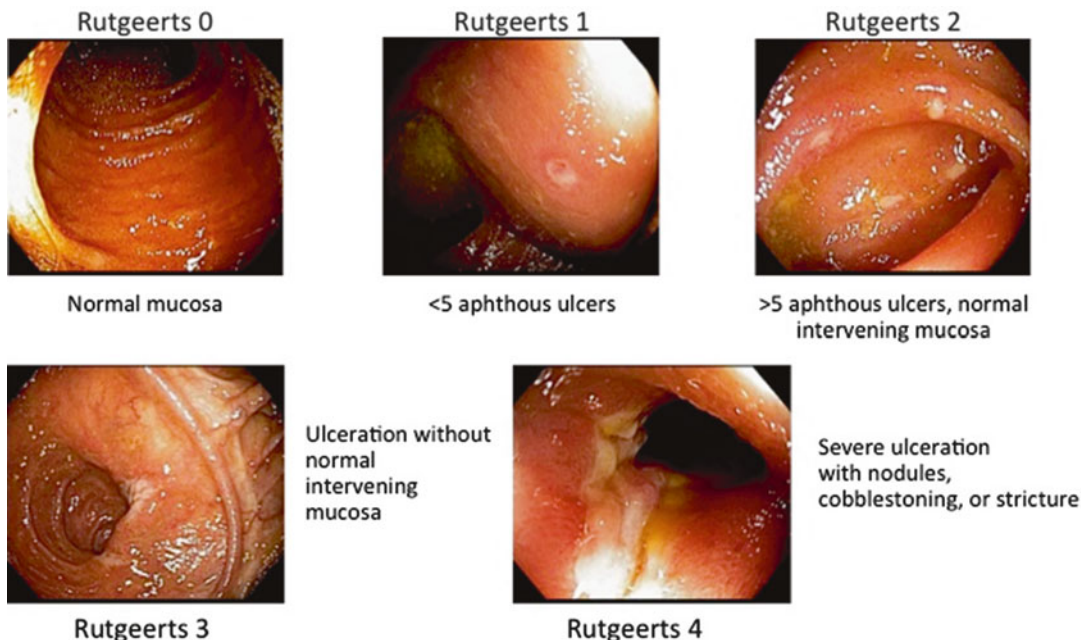 Rutgeerts 0
Rutgeerts 1
Rutgeerts 2
Normal mucosa
<5 aphthous ulcers
>5 aphthous ulcers, normal
intervening mucosa
Ulceration without
normal
intervening
mucosa
Severe ulceration
with nodules,
cobblestoning, or stricture
Rutgeerts 3
Rutgeerts 4